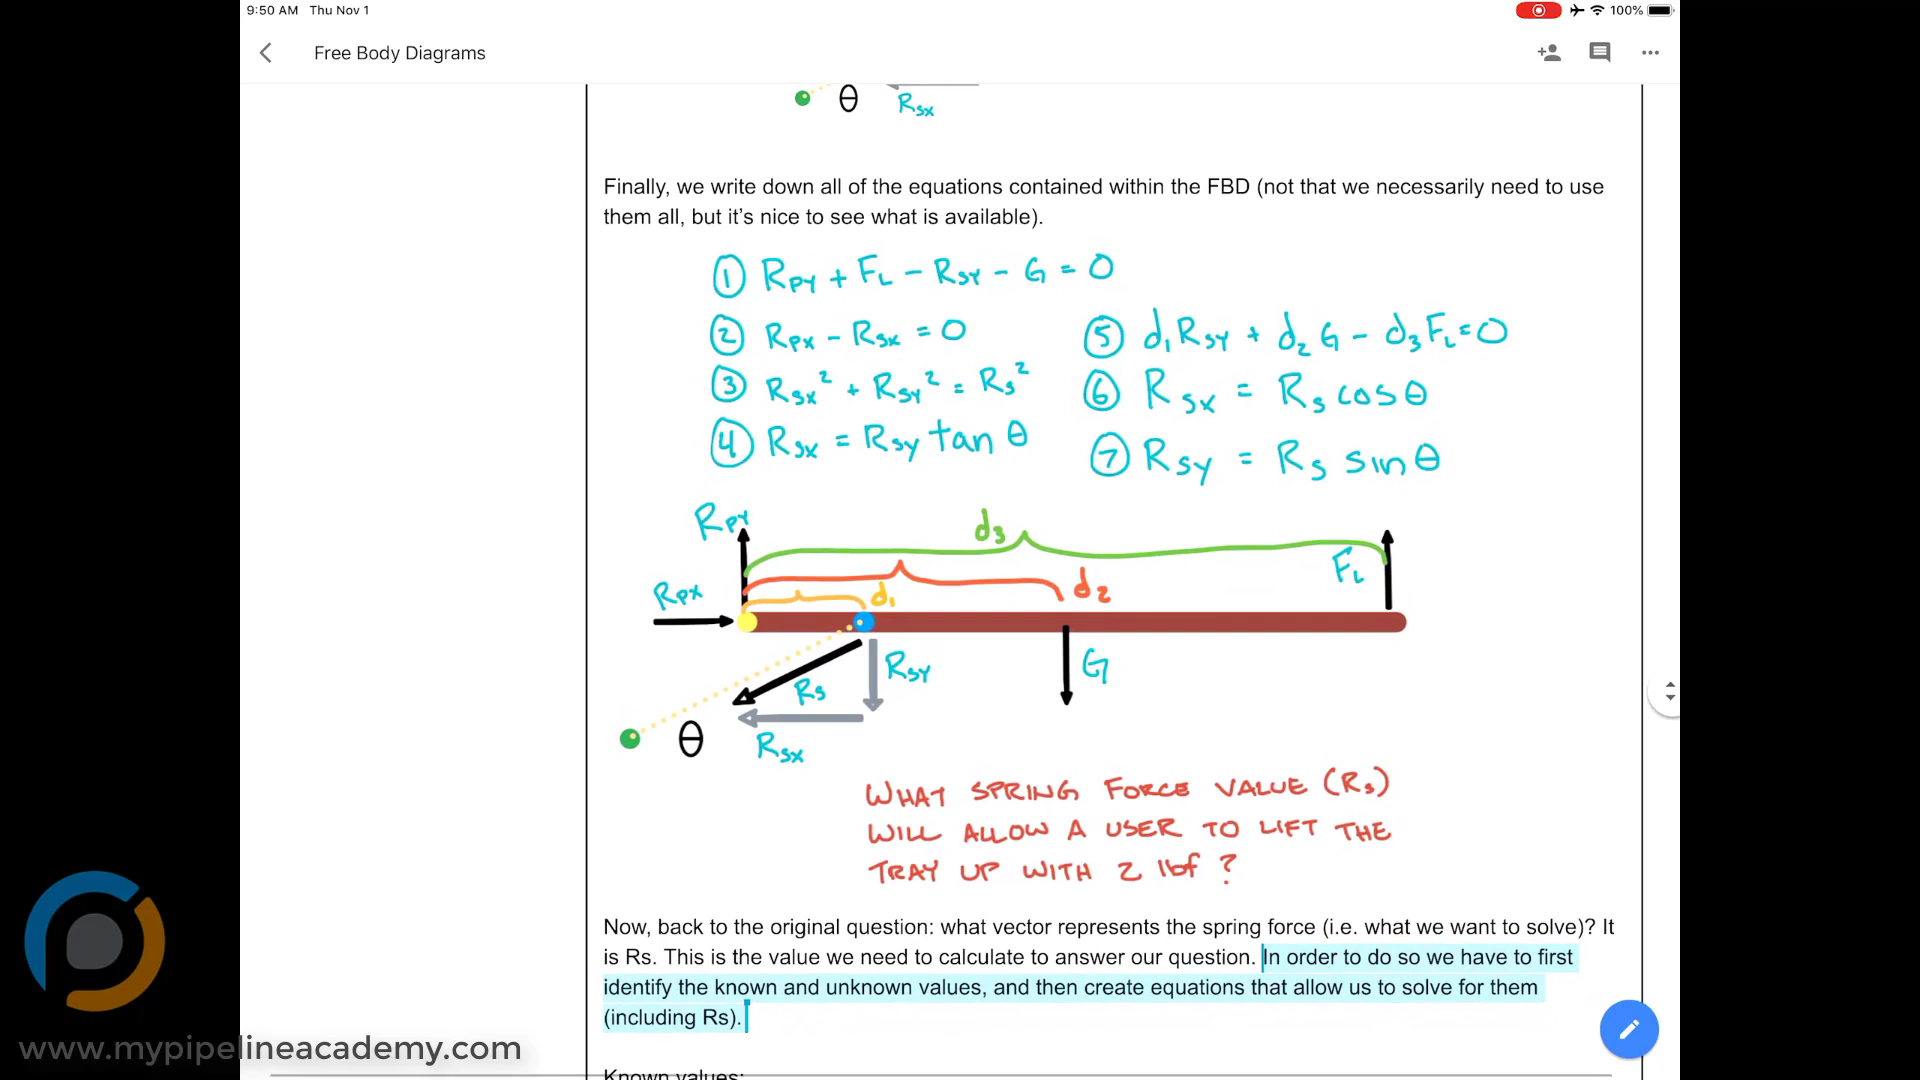 9:50 AM Thu Nov 1
100%
Free Body Diagrams
θ
Rsx
Finally, we write down all of the equations contained within the FBD (not that we necessarily need to use
them all, but it's nice to see what is available).
① RPY + FL - RSY - G = 0
② RPX - RSX = 0
③ RSX² + RSY² = RS²
④ RSX = RSY tan θ
⑤ d₁RSY + d₂G - d₃FL = 0
⑥ RSX = RS cos θ
⑦ RSY = RS sin θ
RPY
d₃
FL
RPX
d₁
d₂
RS
RSY
G
θ
RSX
WHAT SPRING FORCE VALUE (Rs)
WILL ALLOW A USER TO LIFT THE
TRAY UP WITH 2 lbf ?
Now, back to the original question: what vector represents the spring force (i.e. what we want to solve)? It
is Rs. This is the value we need to calculate to answer our question. In order to do so we have to first
identify the known and unknown values, and then create equations that allow us to solve for them
(including Rs).
www.mypipelineacademy.com
Known values: